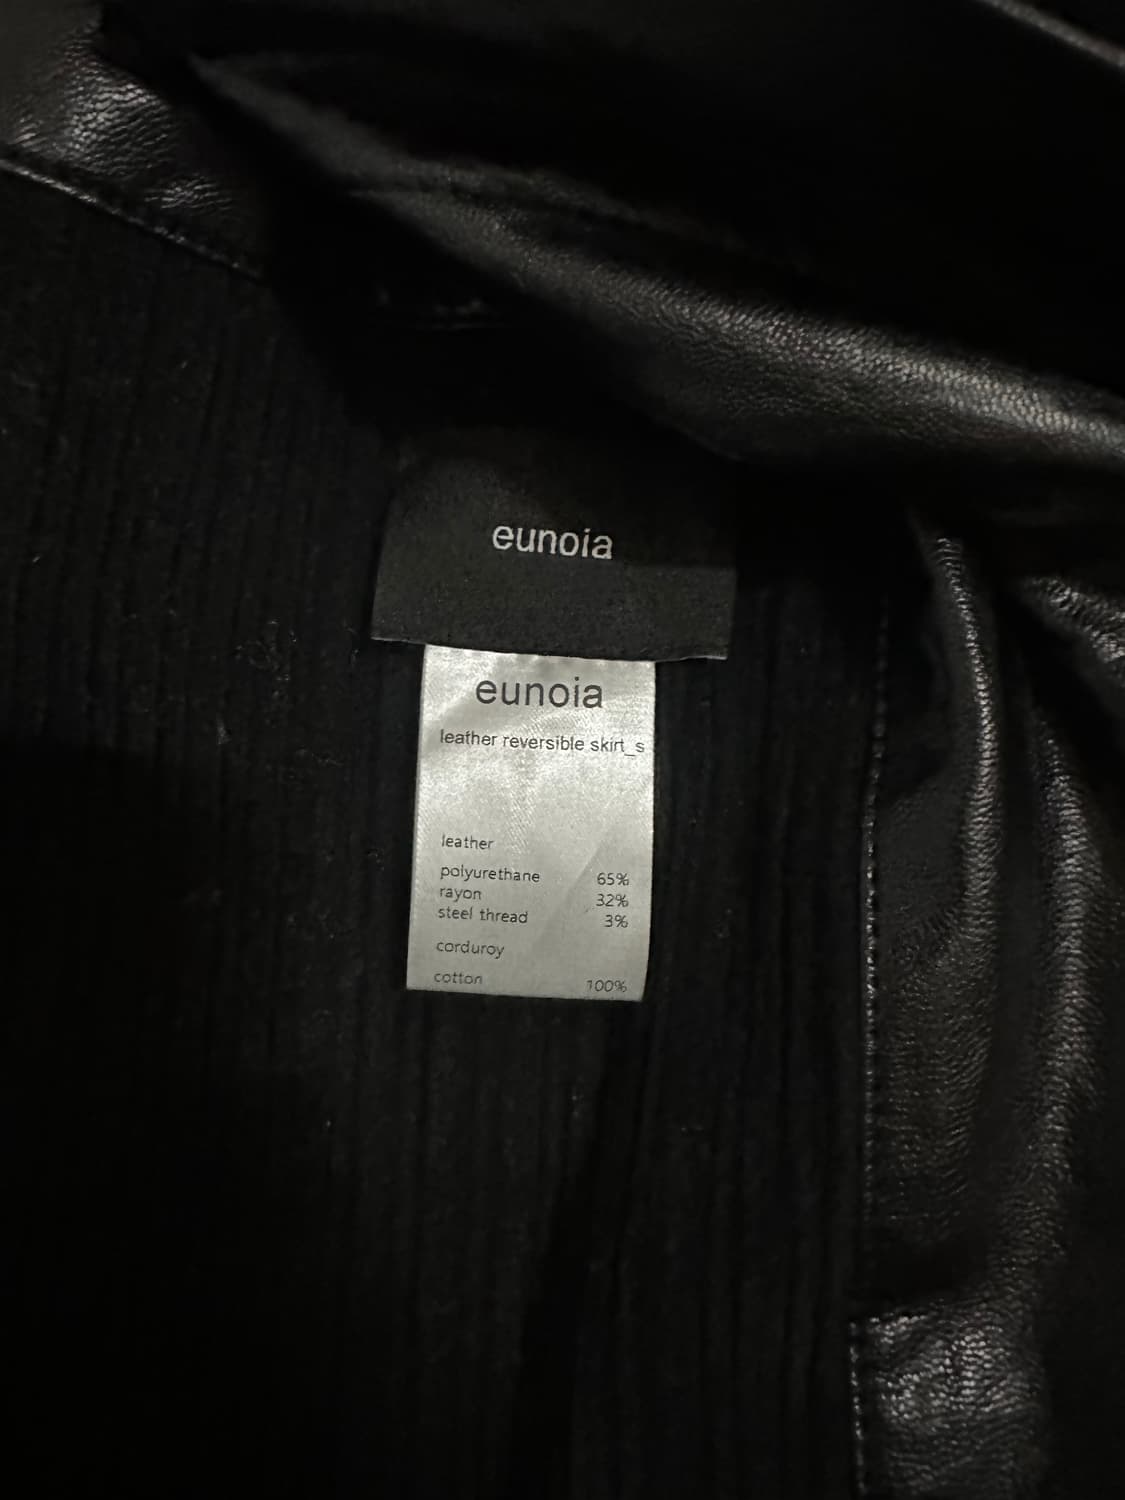 eunoia
eunoia
leather reversible skirt_s
leather
polyurethane 65%
rayon 32%
steel thread 3%
corduroy
cotton 100%